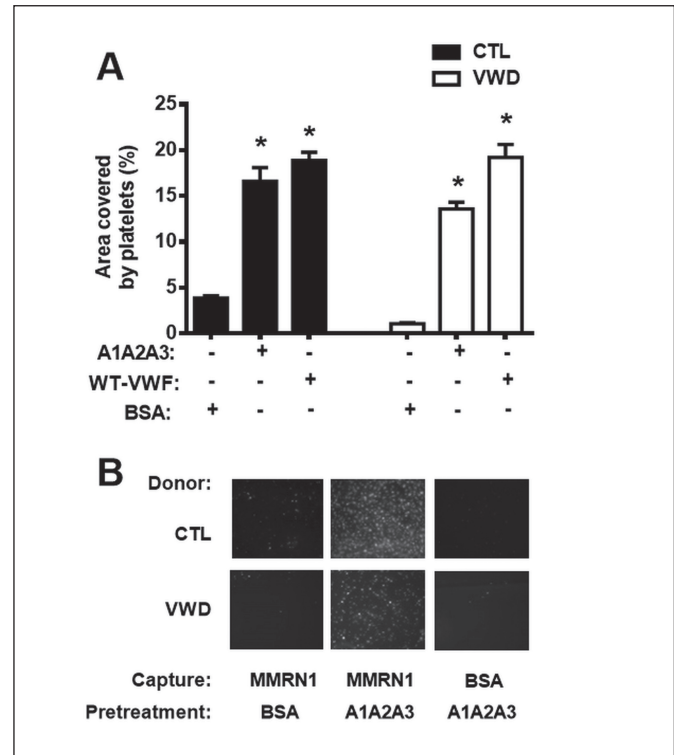 A
CTL
VWD
Area covered
by platelets (%)
25
20
15
10
5
0
* * * *
A1A2A3: - + - - + -
WT-VWF: - - + - - +
BSA: + - - + - -
B
Donor:
CTL
VWD
Capture: MMRN1 MMRN1 BSA
Pretreatment: BSA A1A2A3 A1A2A3